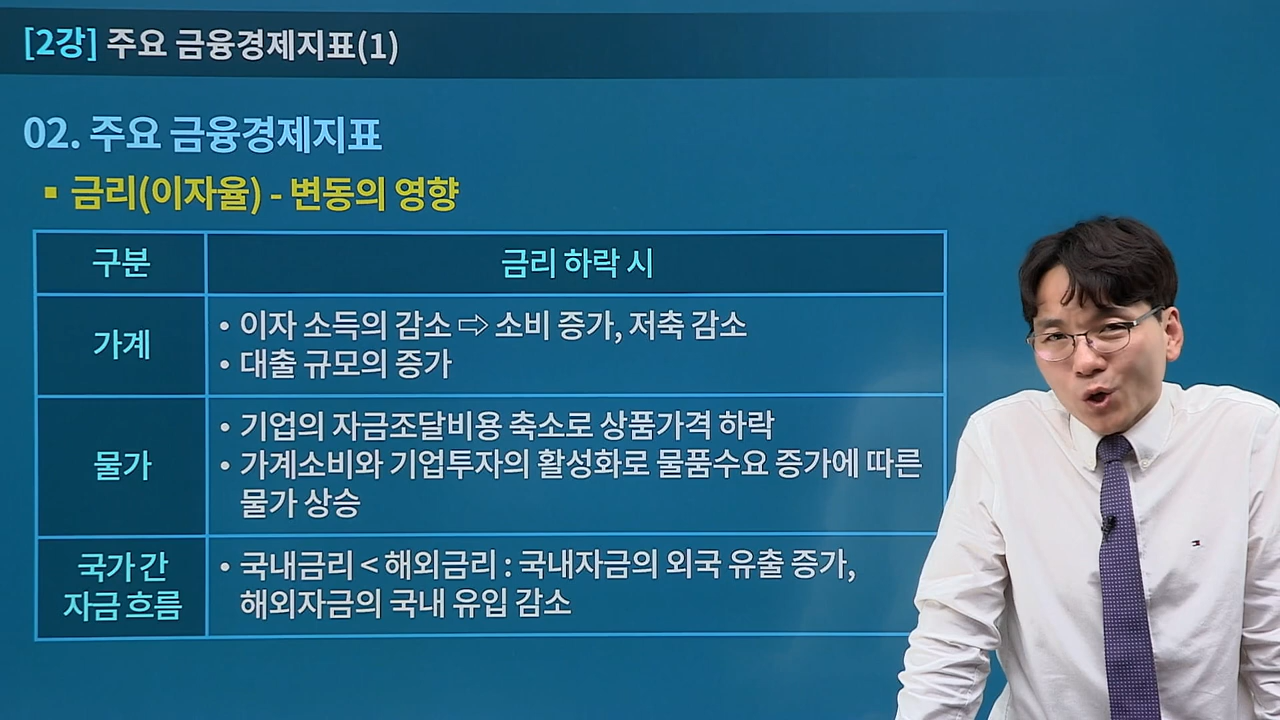 [2강] 주요 금융경제지표(1)
02. 주요 금융경제지표
▪ 금리(이자율) - 변동의 영향
구분
금리 하락 시
가계
• 이자 소득의 감소 ⇨ 소비 증가, 저축 감소
• 대출 규모의 증가
물가
• 기업의 자금조달비용 축소로 상품가격 하락
• 가계소비와 기업투자의 활성화로 물품수요 증가에 따른
물가 상승
국가 간
자금 흐름
• 국내금리 < 해외금리 : 국내자금의 외국 유출 증가,
해외자금의 국내 유입 감소